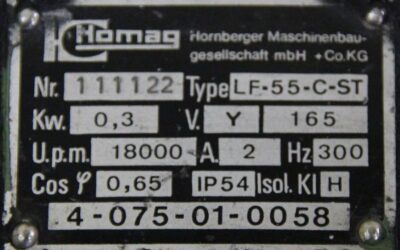 Homag Hornberger Maschinenbau-
gesellschaft mbH + Co.KG
Nr. 111122 Type LF-55-C-ST
Kw. 0,3 V. Y 165
U.p.m. 18000 A. 2 Hz 300
Cos φ 0,65 IP54 Isol. Kl H
4-075-01-0058